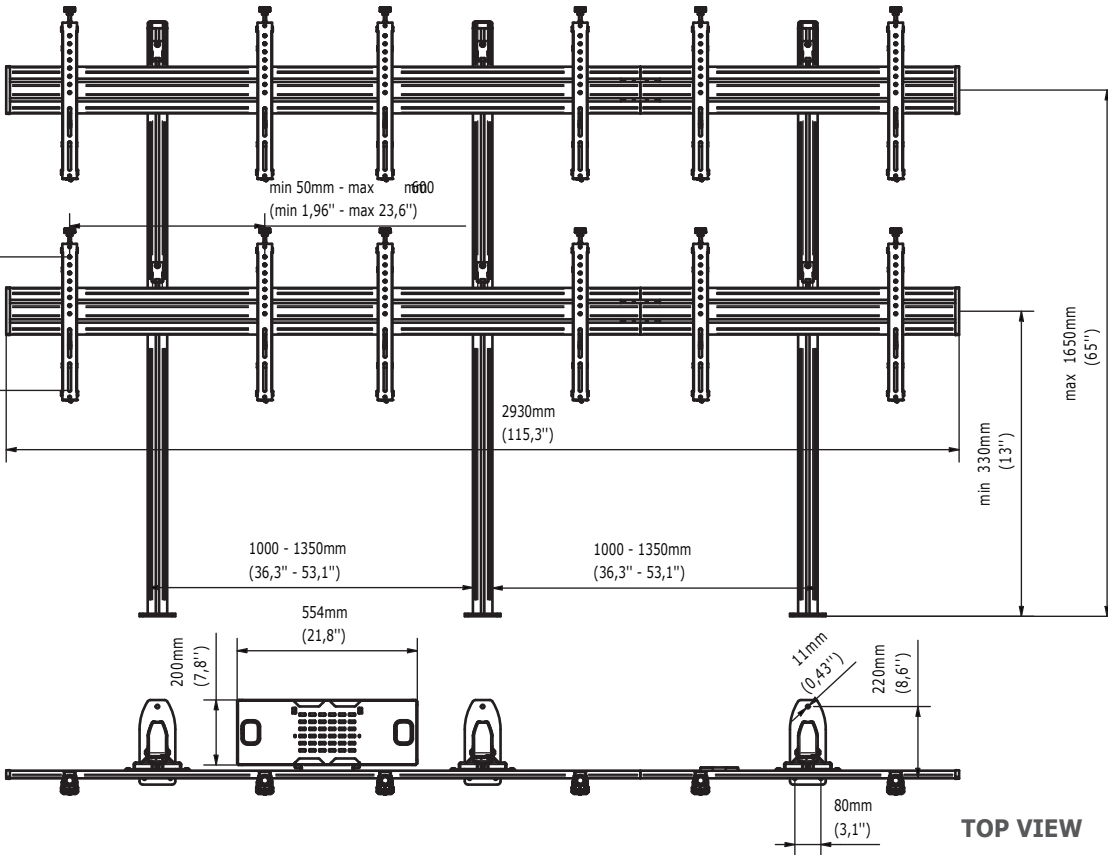 min 50mm - max 600mm
(min 1,96'' - max 23,6'')
max 1650mm
(65'')
min 330mm
(13'')
2930mm
(115,3'')
1000 - 1350mm
(36,3'' - 53,1'')
1000 - 1350mm
(36,3'' - 53,1'')
554mm
(21,8'')
200mm
(7,8'')
11mm
(0,43'')
220mm
(8,6'')
80mm
(3,1'')
TOP VIEW